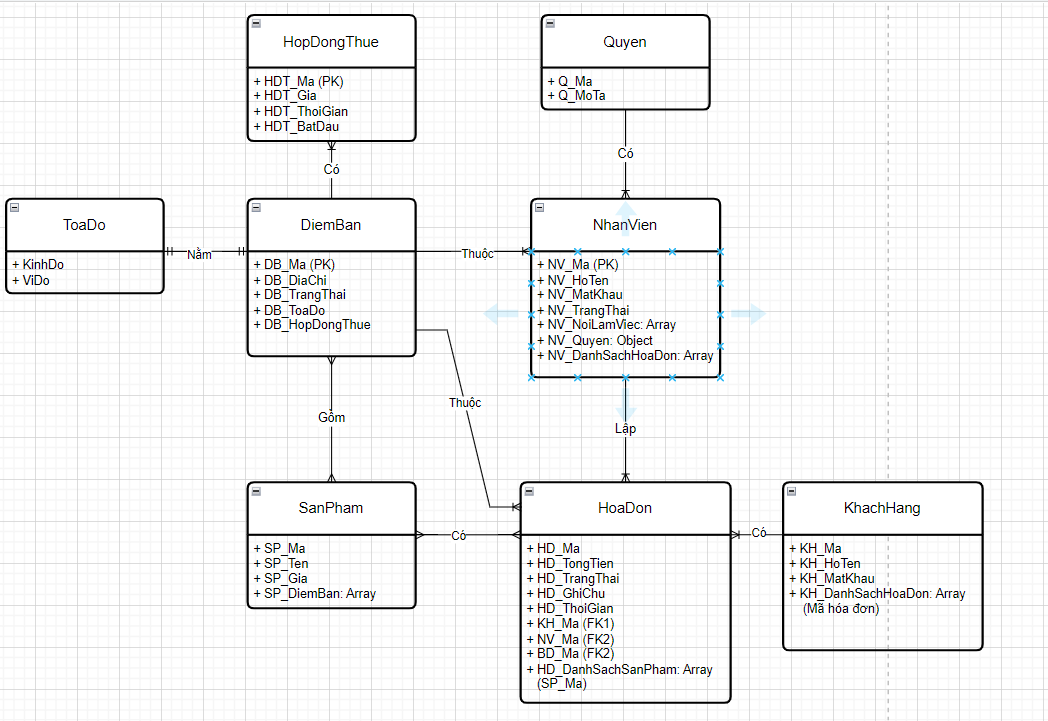 HopDongThue
+ HDT_Ma (PK)
+ HDT_Gia
+ HDT_ThoiGian
+ HDT_BatDau
Quyen
+ Q_Ma
+ Q_MoTa
Có
Có
ToaDo
+ KinhDo
+ ViDo
Nằm
DiemBan
+ DB_Ma (PK)
+ DB_DiaChi
+ DB_TrangThai
+ DB_ToaDo
+ DB_HopDongThue
Thuộc
NhanVien
+ NV_Ma (PK)
+ NV_HoTen
+ NV_MatKhau
+ NV_TrangThai
+ NV_NoiLamViec: Array
+ NV_Quyen: Object
+ NV_DanhSachHoaDon: Array
Thuộc
Gồm
Lập
SanPham
+ SP_Ma
+ SP_Ten
+ SP_Gia
+ SP_DiemBan: Array
Có
HoaDon
+ HD_Ma
+ HD_TongTien
+ HD_TrangThai
+ HD_GhiChu
+ HD_ThoiGian
+ KH_Ma (FK1)
+ NV_Ma (FK2)
+ BD_Ma (FK2)
+ HD_DanhSachSanPham: Array
(SP_Ma)
Có
KhachHang
+ KH_Ma
+ KH_HoTen
+ KH_MatKhau
+ KH_DanhSachHoaDon: Array
(Mã hóa đơn)